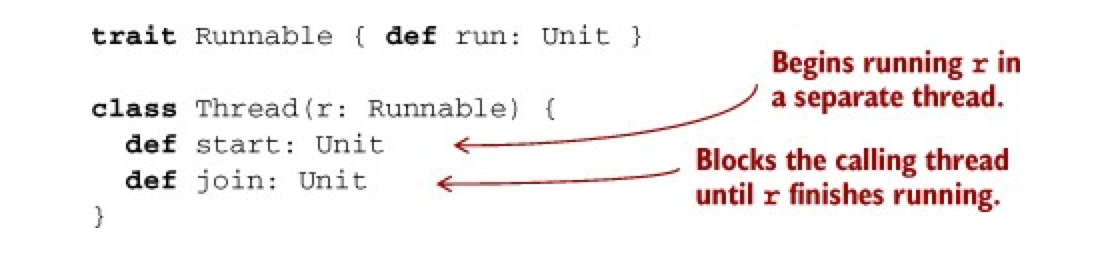 trait Runnable { def run: Unit }
Begins running r in
a separate thread.
class Thread(r: Runnable) {
def start: Unit
def join: Unit
}
Blocks the calling thread
until r finishes running.